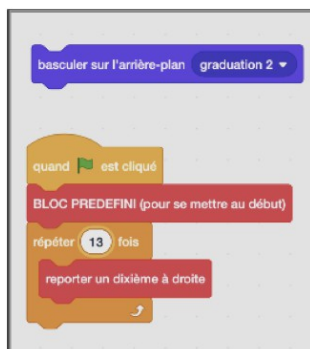 basculer sur l'arrière-plan graduation 2
quand est cliqué
BLOC PREDEFINI (pour se mettre au début)
répéter 13 fois
reporter un dixième à droite